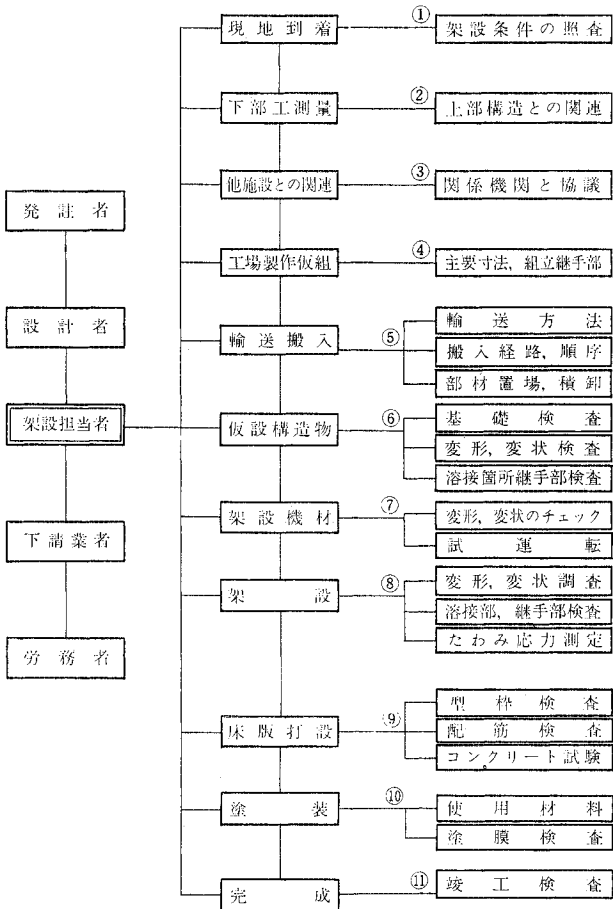 発註者
設計者
架設担当者
下請業者
労務者
現地到着
① 架設条件の照査
下部工測量
② 上部構造との関連
他施設との関連
③ 関係機関と協議
工場製作仮組
④ 主要寸法，組立継手部
輸送搬入
⑤ 輸送方法
搬入経路，順序
部材置場，積卸
仮設構造物
⑥ 基礎検査
変形，変状検査
溶接箇所継手部検査
架設機材
⑦ 変形，変状のチェック
試運転
架設
⑧ 変形，変状調査
溶接部，継手部検査
たわみ応力測定
床版打設
⑨ 型枠検査
配筋検査
コンクリート試験
塗装
⑩ 使用材料
塗膜検査
完成
⑪ 竣工検査